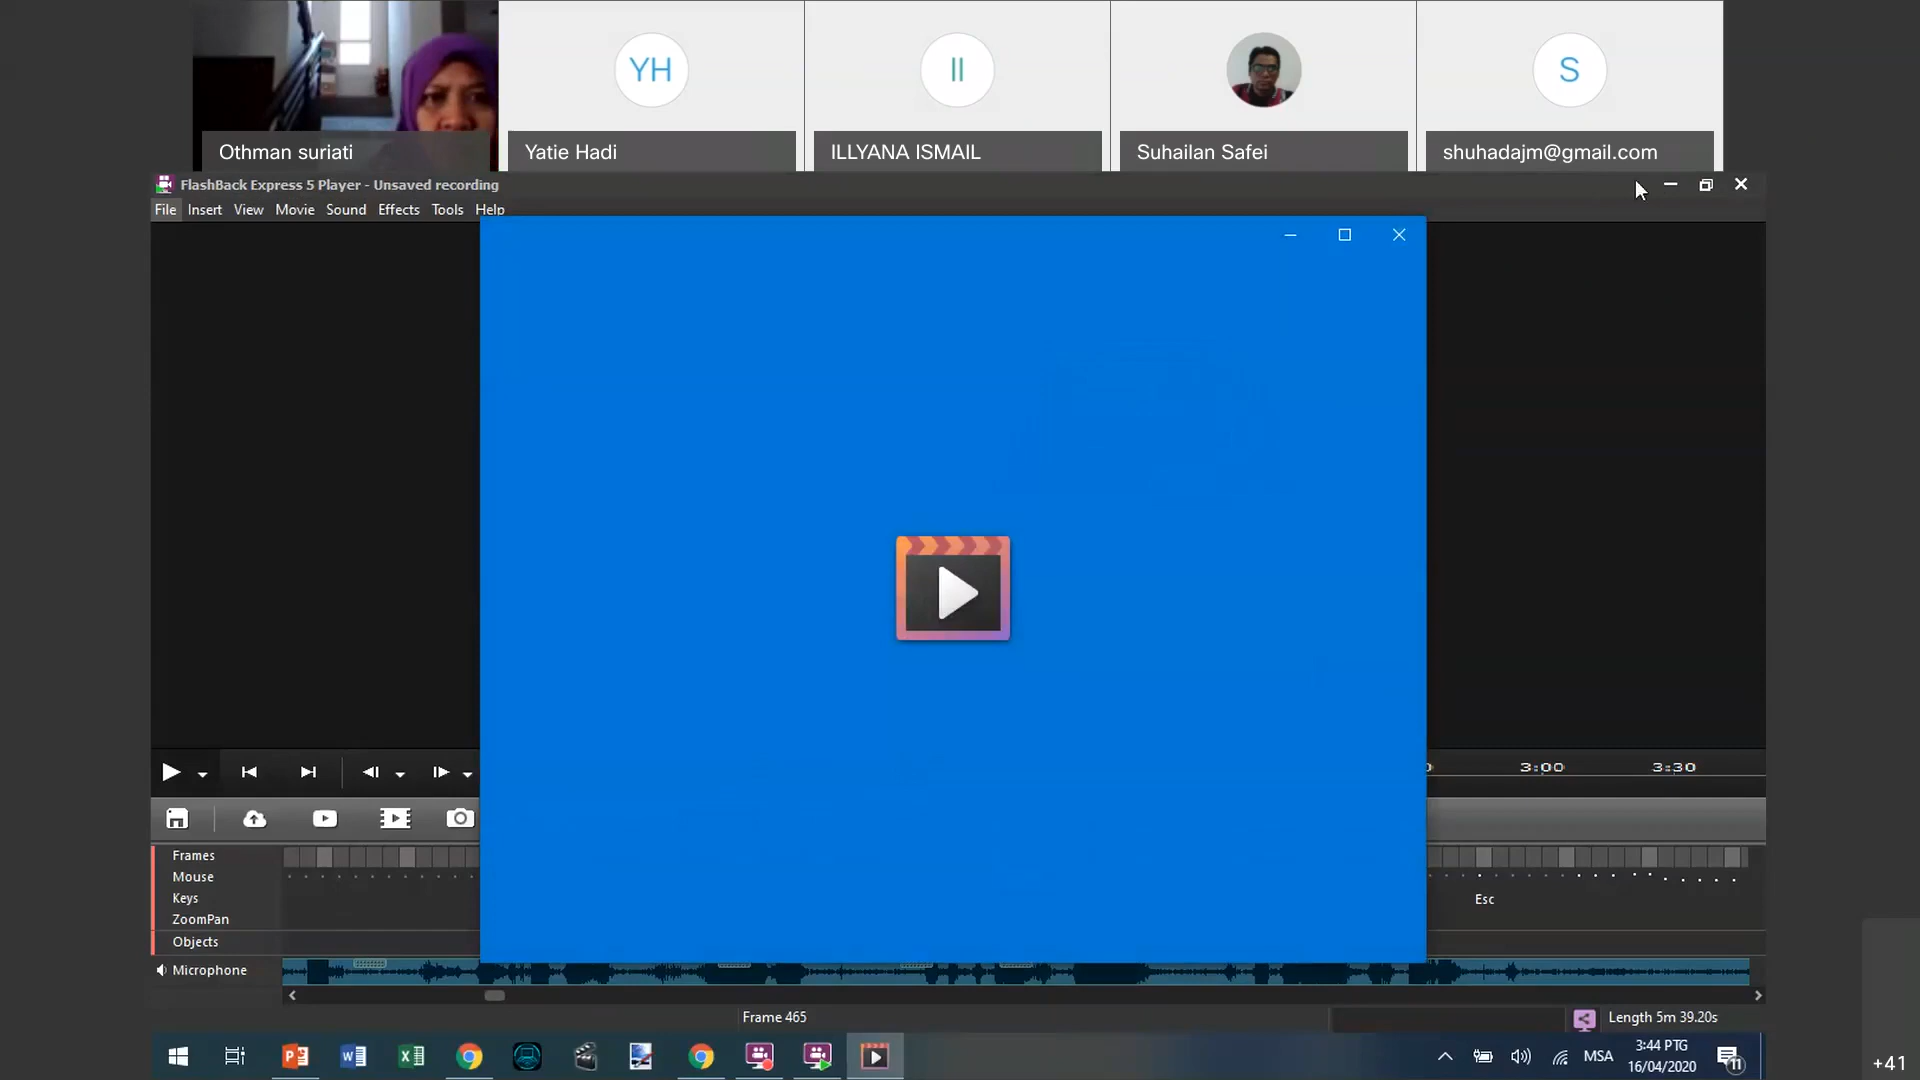 YH
II
S
Othman suriati
Yatie Hadi
ILLYANA ISMAIL
Suhailan Safei
shuhadajm@gmail.com
FlashBack Express 5 Player - Unsaved recording
File Insert View Movie Sound Effects Tools Help
3:00 3:30
Frames
Mouse
Keys
Esc
ZoomPan
Objects
Microphone
Frame 465
Length 5m 39.20s
MSA
3:44 PTG
16/04/2020
11
+41